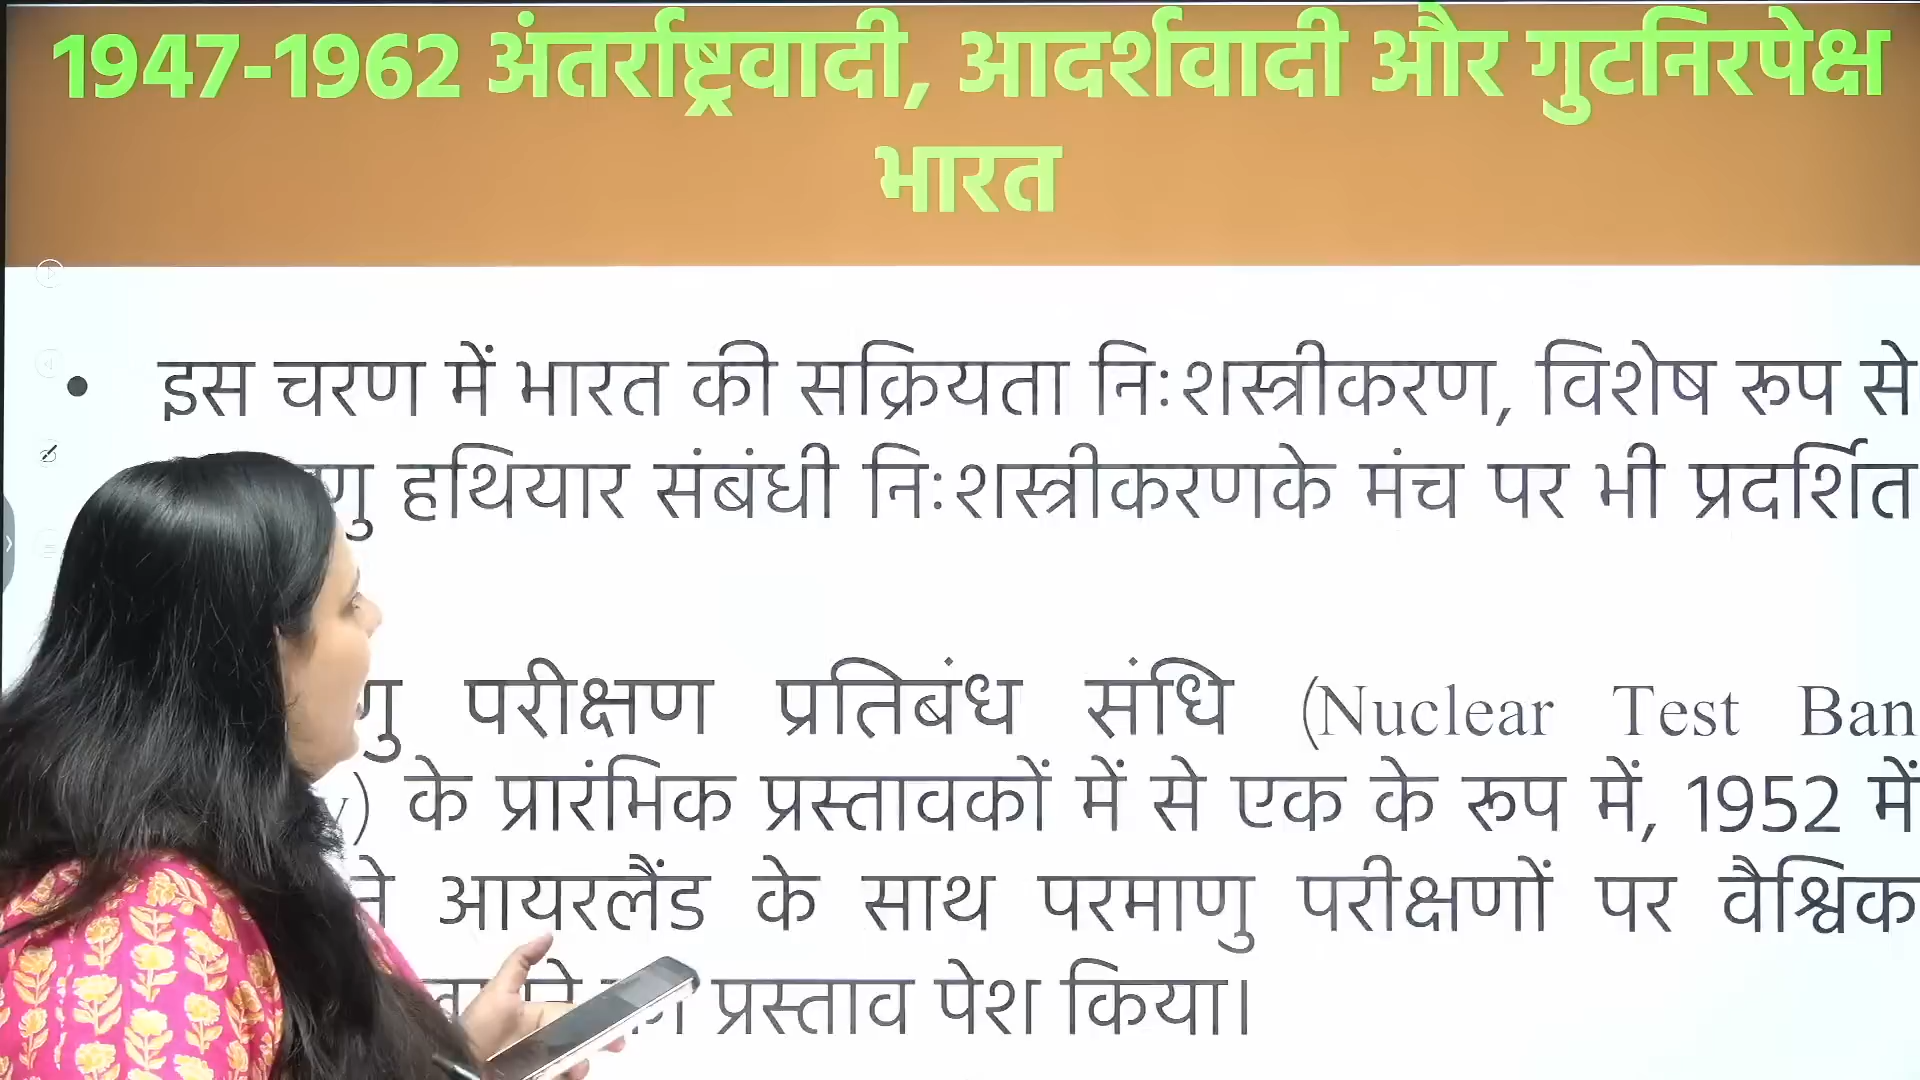 1947-1962 अंतर्राष्ट्रवादी, आदर्शवादी और गुटनिरपेक्ष
भारत
इस चरण में भारत की सक्रियता निःशस्त्रीकरण, विशेष रूप से
हथियार संबंधी निःशस्त्रीकरणके मंच पर भी प्रदर्शित
परीक्षण प्रतिबंध संधि (Nuclear Test Ban
के प्रारंभिक प्रस्तावकों में से एक के रूप में, 1952 में
आयरलैंड के साथ परमाणु परीक्षणों पर वैश्विक
प्रस्ताव पेश किया।